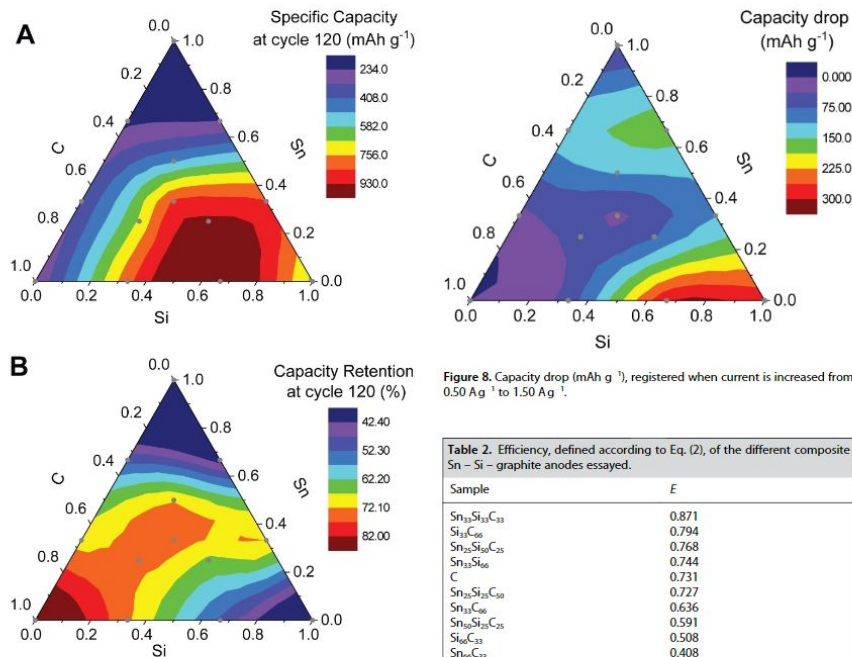 A
Specific Capacity
at cycle 120 (mAh g⁻¹)
234.0
408.0
582.0
756.0
930.0
0.0
0.2
0.4
0.6
0.8
1.0
C
1.0
0.8
0.6
0.4
0.2
0.0
Sn
0.0
0.2
0.4
0.6
0.8
1.0
Si
Capacity drop
(mAh g⁻¹)
0.000
75.00
150.0
225.0
300.0
0.0
0.2
0.4
0.6
0.8
1.0
C
1.0
0.8
0.6
0.4
0.2
0.0
Sn
0.0
0.2
0.4
0.6
0.8
1.0
Si
B
Capacity Retention
at cycle 120 (%)
42.40
52.30
62.20
72.10
82.00
0.0
0.2
0.4
0.6
0.8
1.0
C
1.0
0.8
0.6
0.4
0.2
0.0
Sn
0.0
0.2
0.4
0.6
0.8
1.0
Si
Figure 8. Capacity drop (mAh g⁻¹), registered when current is increased from
0.50 A g⁻¹ to 1.50 A g⁻¹.
Table 2. Efficiency, defined according to Eq. (2), of the different composite
Sn – Si – graphite anodes essayed.
Sample E
Sn₃₃Si₃₃C₃₃ 0.871
Si₃₃C₆₆ 0.794
Sn₂₅Si₅₀C₂₅ 0.768
Sn₃₃Si₆₆ 0.744
C 0.731
Sn₂₅Si₂₅C₅₀ 0.727
Sn₃₃C₆₆ 0.636
Sn₅₀Si₂₅C₂₅ 0.591
Si₆₆C₃₃ 0.508
Sn₆₆C₃₃ 0.408